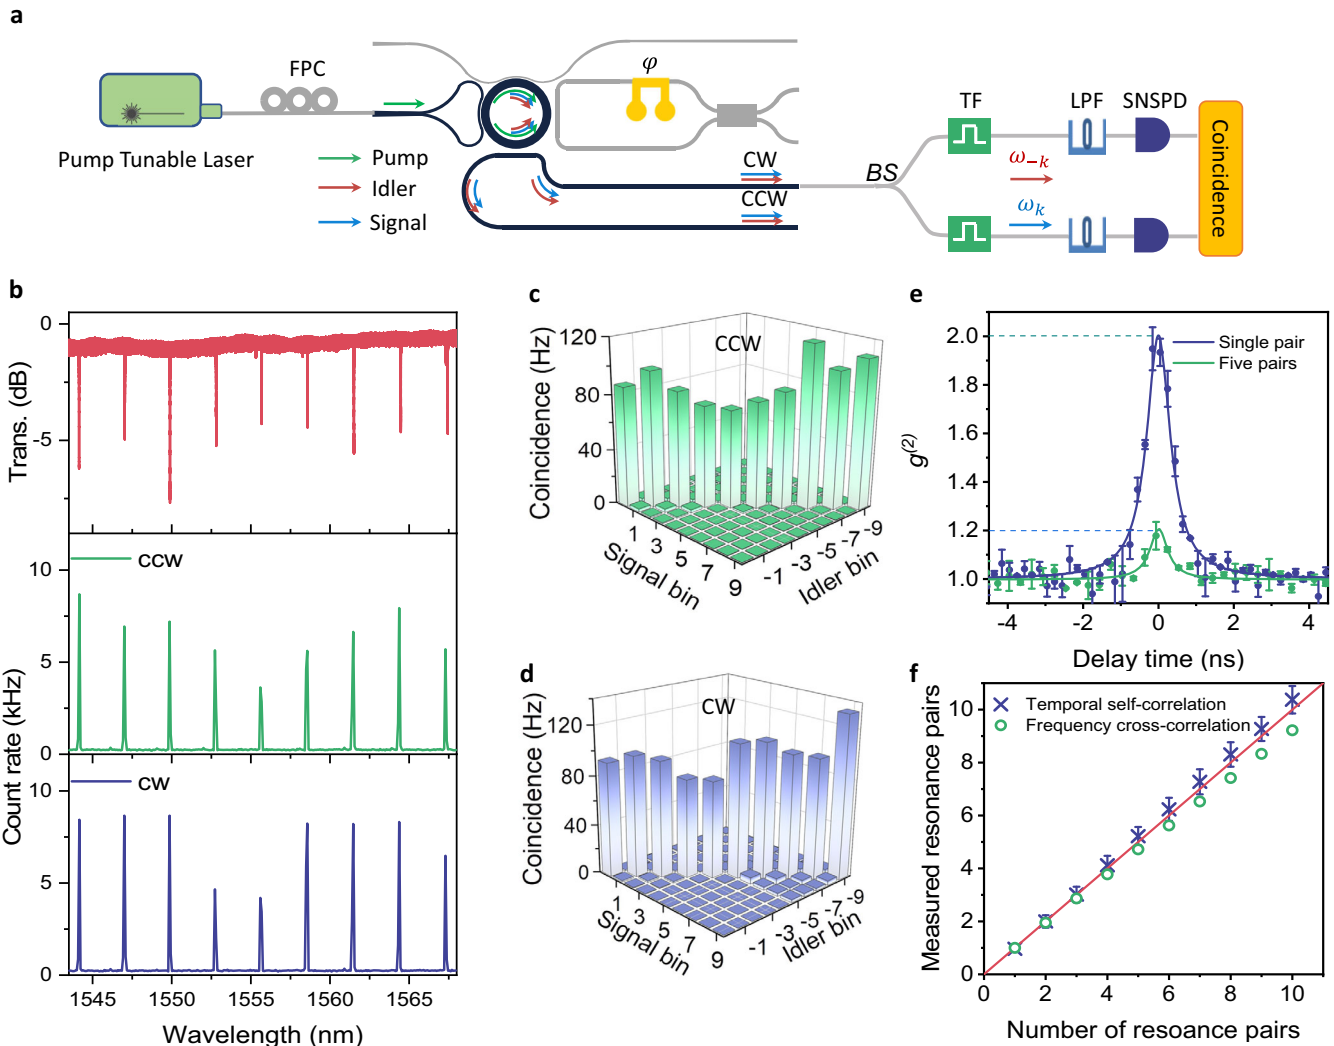 a
FPC
φ
TF
LPF
SNSPD
Pump Tunable Laser
Pump
Idler
Signal
CW
CCW
BS
ω−k
ωk
Coincidence
b
0
-5
Trans. (dB)
CCW
10
5
0
CW
10
5
0
Count rate (kHz)
1545
1550
1555
1560
1565
Wavelength (nm)
c
CCW
120
80
40
0
Coincidence (Hz)
1
3
5
7
9
Signal bin
-1
-3
-5
-7
-9
Idler bin
d
CW
120
80
40
0
Coincidence (Hz)
1
3
5
7
9
Signal bin
-1
-3
-5
-7
-9
Idler bin
e
2.0
1.8
1.6
1.4
1.2
1.0
g(2)
Single pair
Five pairs
-4
-2
0
2
4
Delay time (ns)
f
10
8
6
4
2
0
Measured resonance pairs
Temporal self-correlation
Frequency cross-correlation
0
2
4
6
8
10
Number of resoance pairs